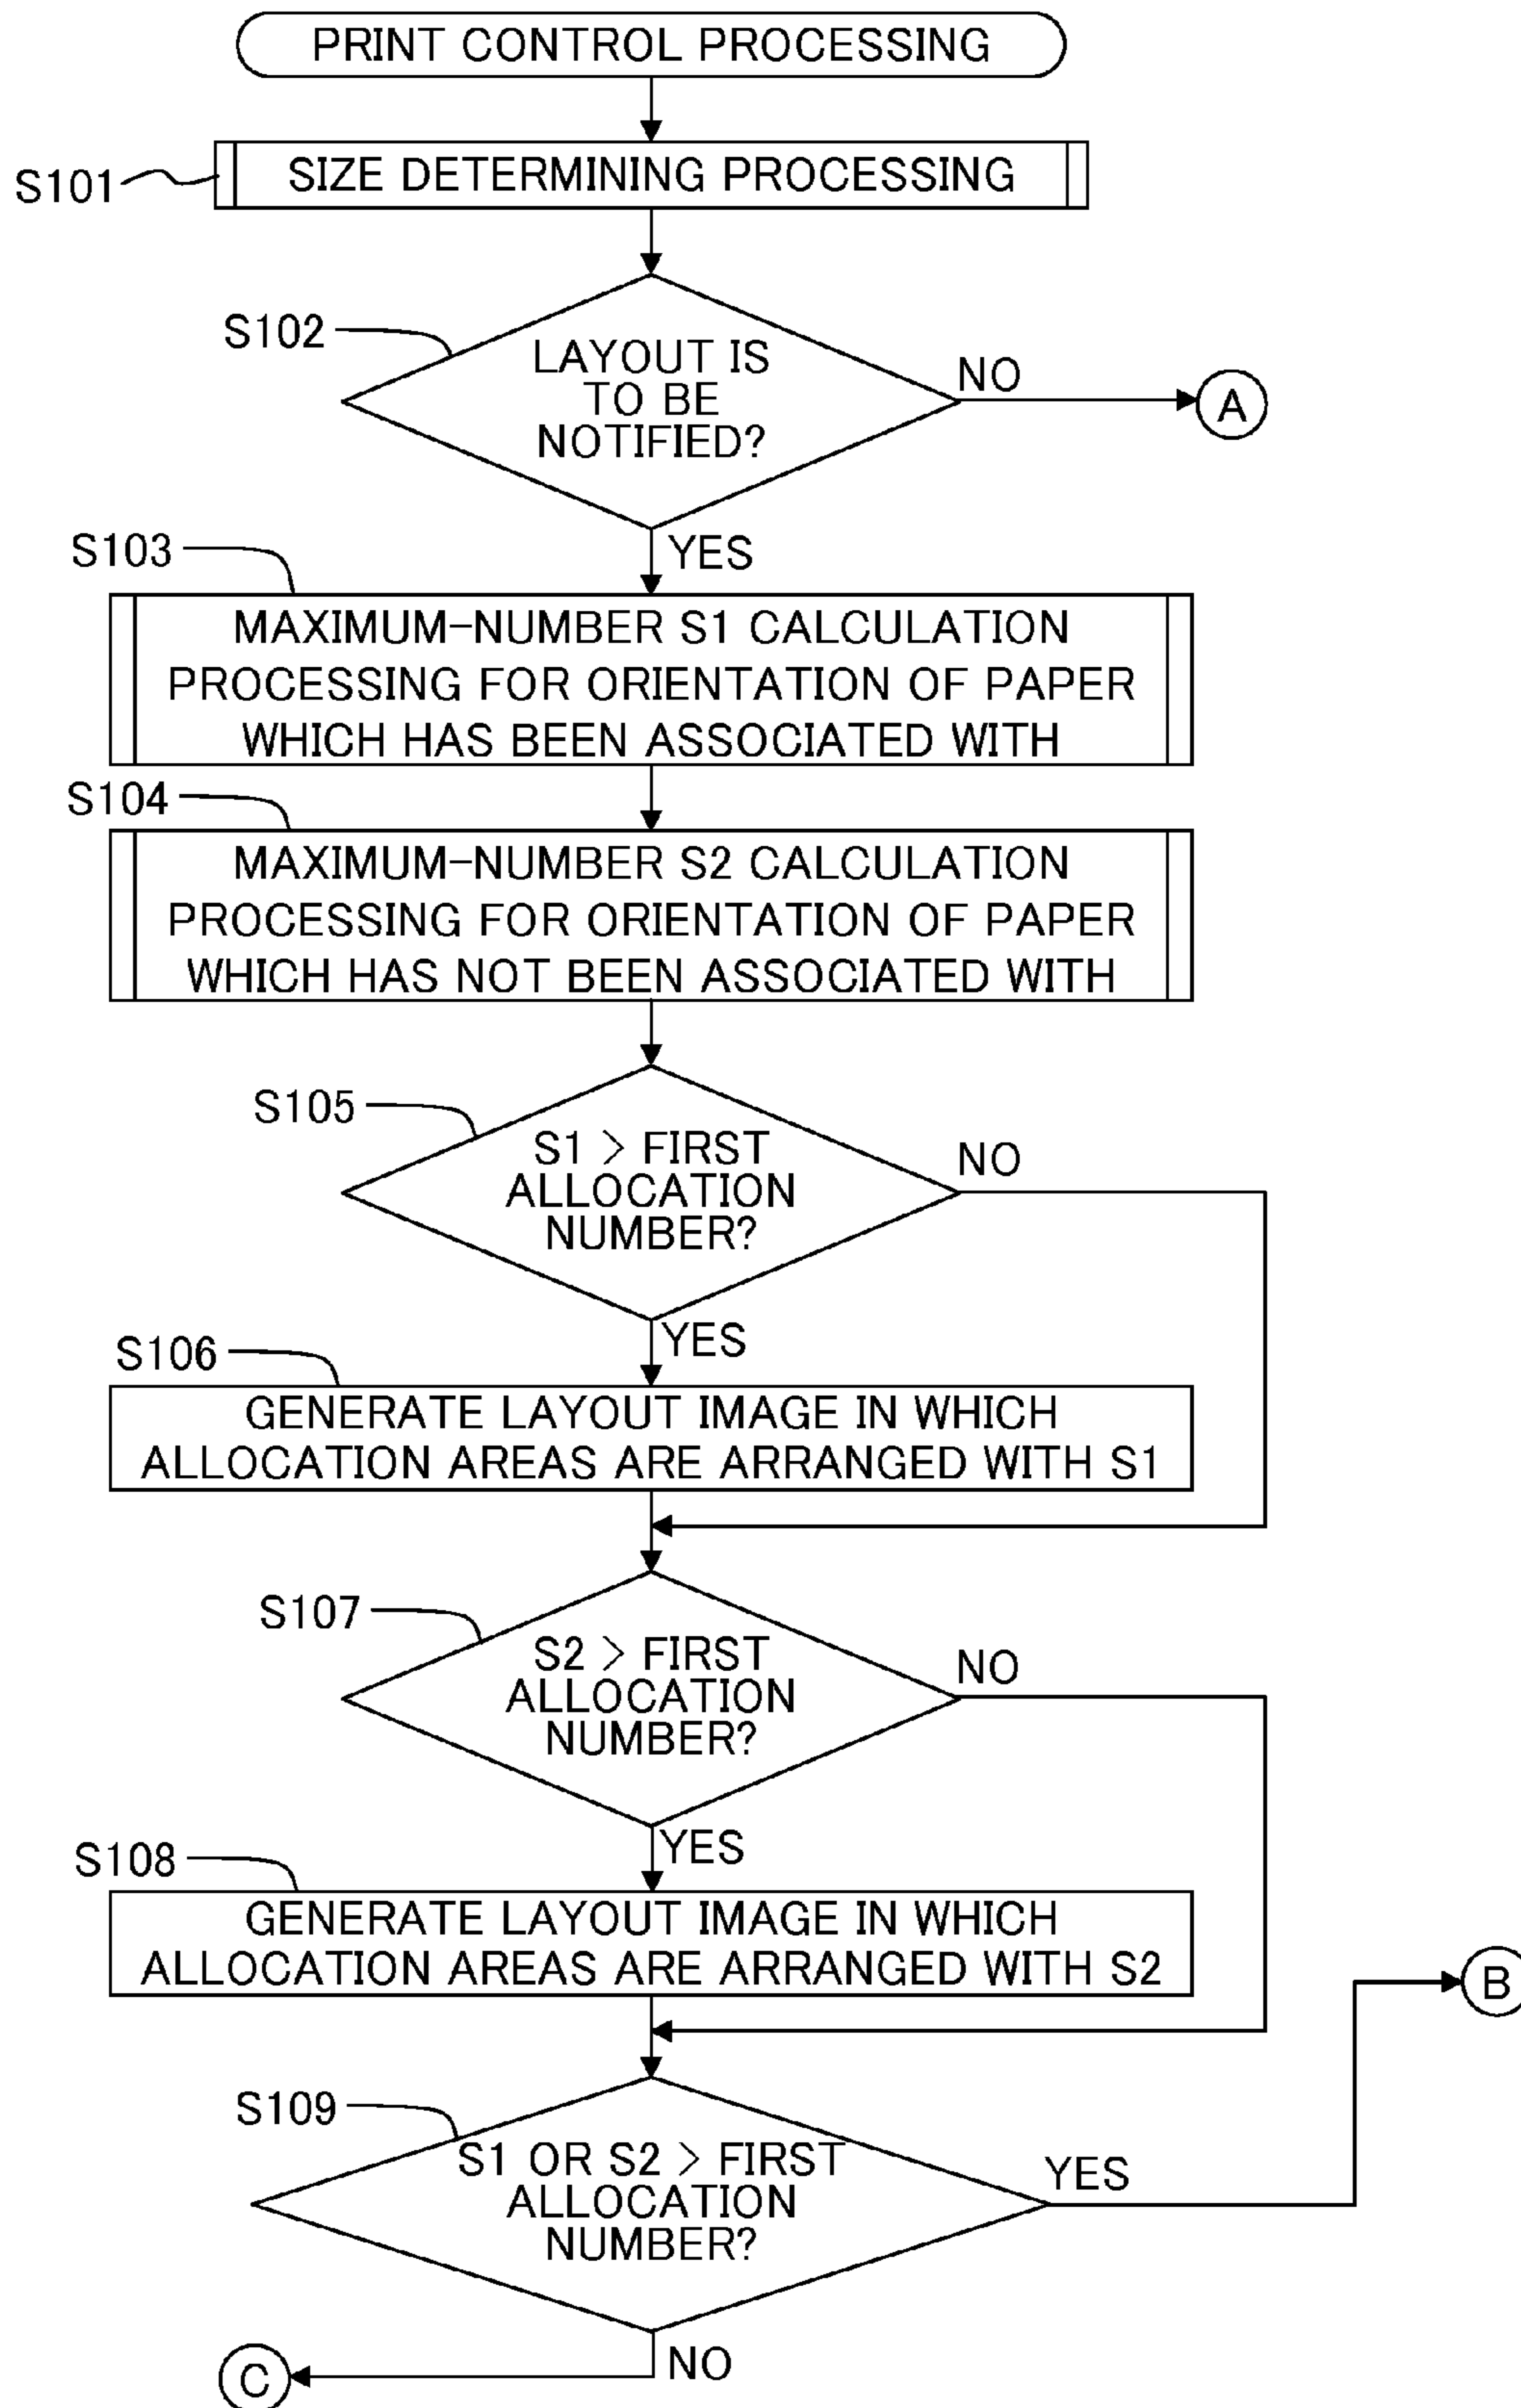 PRINT CONTROL PROCESSING
S101
SIZE DETERMINING PROCESSING
S102
LAYOUT IS
TO BE
NOTIFIED?
NO
A
YES
S103
MAXIMUM-NUMBER S1 CALCULATION
PROCESSING FOR ORIENTATION OF PAPER
WHICH HAS BEEN ASSOCIATED WITH
S104
MAXIMUM-NUMBER S2 CALCULATION
PROCESSING FOR ORIENTATION OF PAPER
WHICH HAS NOT BEEN ASSOCIATED WITH
S105
S1 > FIRST
ALLOCATION
NUMBER?
NO
YES
S106
GENERATE LAYOUT IMAGE IN WHICH
ALLOCATION AREAS ARE ARRANGED WITH S1
S107
S2 > FIRST
ALLOCATION
NUMBER?
NO
YES
S108
GENERATE LAYOUT IMAGE IN WHICH
ALLOCATION AREAS ARE ARRANGED WITH S2
B
S109
S1 OR S2 > FIRST
ALLOCATION
NUMBER?
YES
NO
C